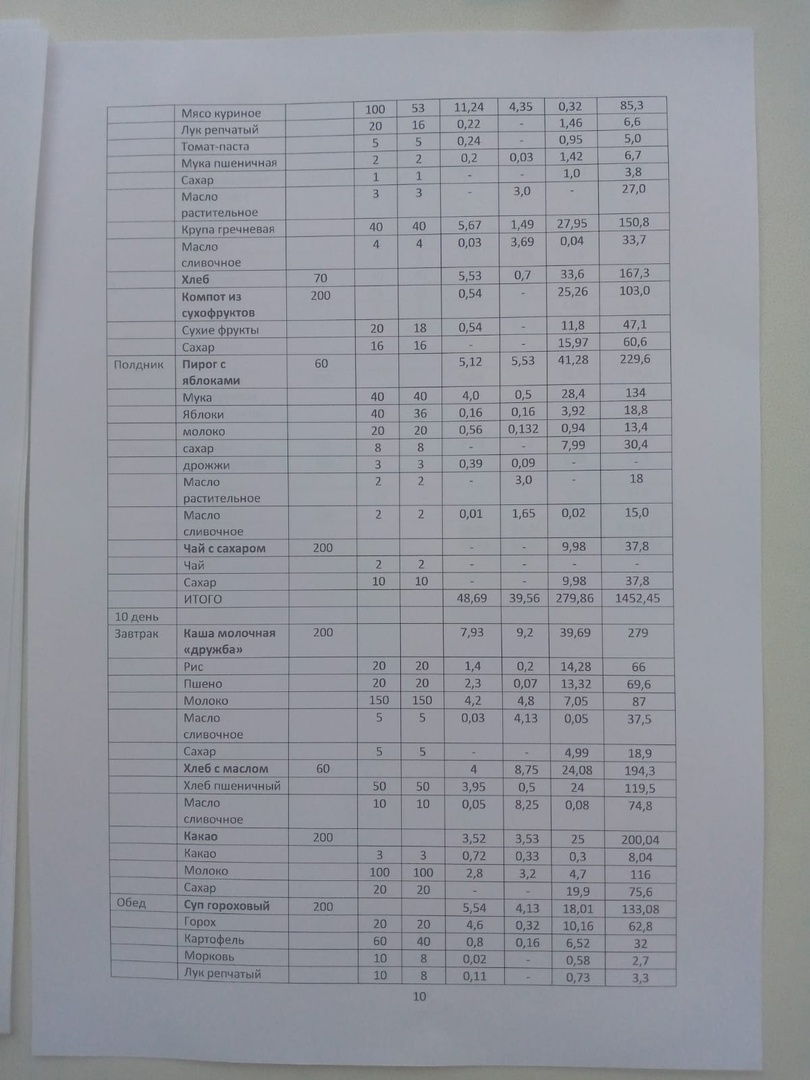 Мясо куриное 100 53 11,24 4,35 0,32 85,3
Лук репчатый 20 16 0,22 - 1,46 6,6
Томат-паста 5 5 0,24 - 0,95 5,0
Мука пшеничная 2 2 0,2 0,03 1,42 6,7
Сахар 1 1 - - 1,0 3,8
Масло 3 3 - 3,0 - 27,0
растительное
Крупа гречневая 40 40 5,67 1,49 27,95 150,8
Масло 4 4 0,03 3,69 0,04 33,7
сливочное
Хлеб 70 5,53 0,7 33,6 167,3
Компот из 200 0,54 - 25,26 103,0
сухофруктов
Сухие фрукты 20 18 0,54 - 11,8 47,1
Сахар 16 16 - - 15,97 60,6
Полдник Пирог с 60 5,12 5,53 41,28 229,6
яблоками
Мука 40 40 4,0 0,5 28,4 134
Яблоки 40 36 0,16 0,16 3,92 18,8
молоко 20 20 0,56 0,132 0,94 13,4
сахар 8 8 - - 7,99 30,4
дрожжи 3 3 0,39 0,09 - -
Масло 2 2 - 3,0 - 18
растительное
Масло 2 2 0,01 1,65 0,02 15,0
сливочное
Чай с сахаром 200 - - 9,98 37,8
Чай 2 2 - - - -
Сахар 10 10 - - 9,98 37,8
ИТОГО 48,69 39,56 279,86 1452,45
10 день
Завтрак Каша молочная 200 7,93 9,2 39,69 279
«дружба»
Рис 20 20 1,4 0,2 14,28 66
Пшено 20 20 2,3 0,07 13,32 69,6
Молоко 150 150 4,2 4,8 7,05 87
Масло 5 5 0,03 4,13 0,05 37,5
сливочное
Сахар 5 5 - - 4,99 18,9
Хлеб с маслом 60 4 8,75 24,08 194,3
Хлеб пшеничный 50 50 3,95 0,5 24 119,5
Масло 10 10 0,05 8,25 0,08 74,8
сливочное
Какао 200 3,52 3,53 25 200,04
Какао 3 3 0,72 0,33 0,3 8,04
Молоко 100 100 2,8 3,2 4,7 116
Сахар 20 20 - - 19,9 75,6
Обед Суп гороховый 200 5,54 4,13 18,01 133,08
Горох 20 20 4,6 0,32 10,16 62,8
Картофель 60 40 0,8 0,16 6,52 32
Морковь 10 8 0,02 - 0,58 2,7
Лук репчатый 10 8 0,11 - 0,73 3,3
10